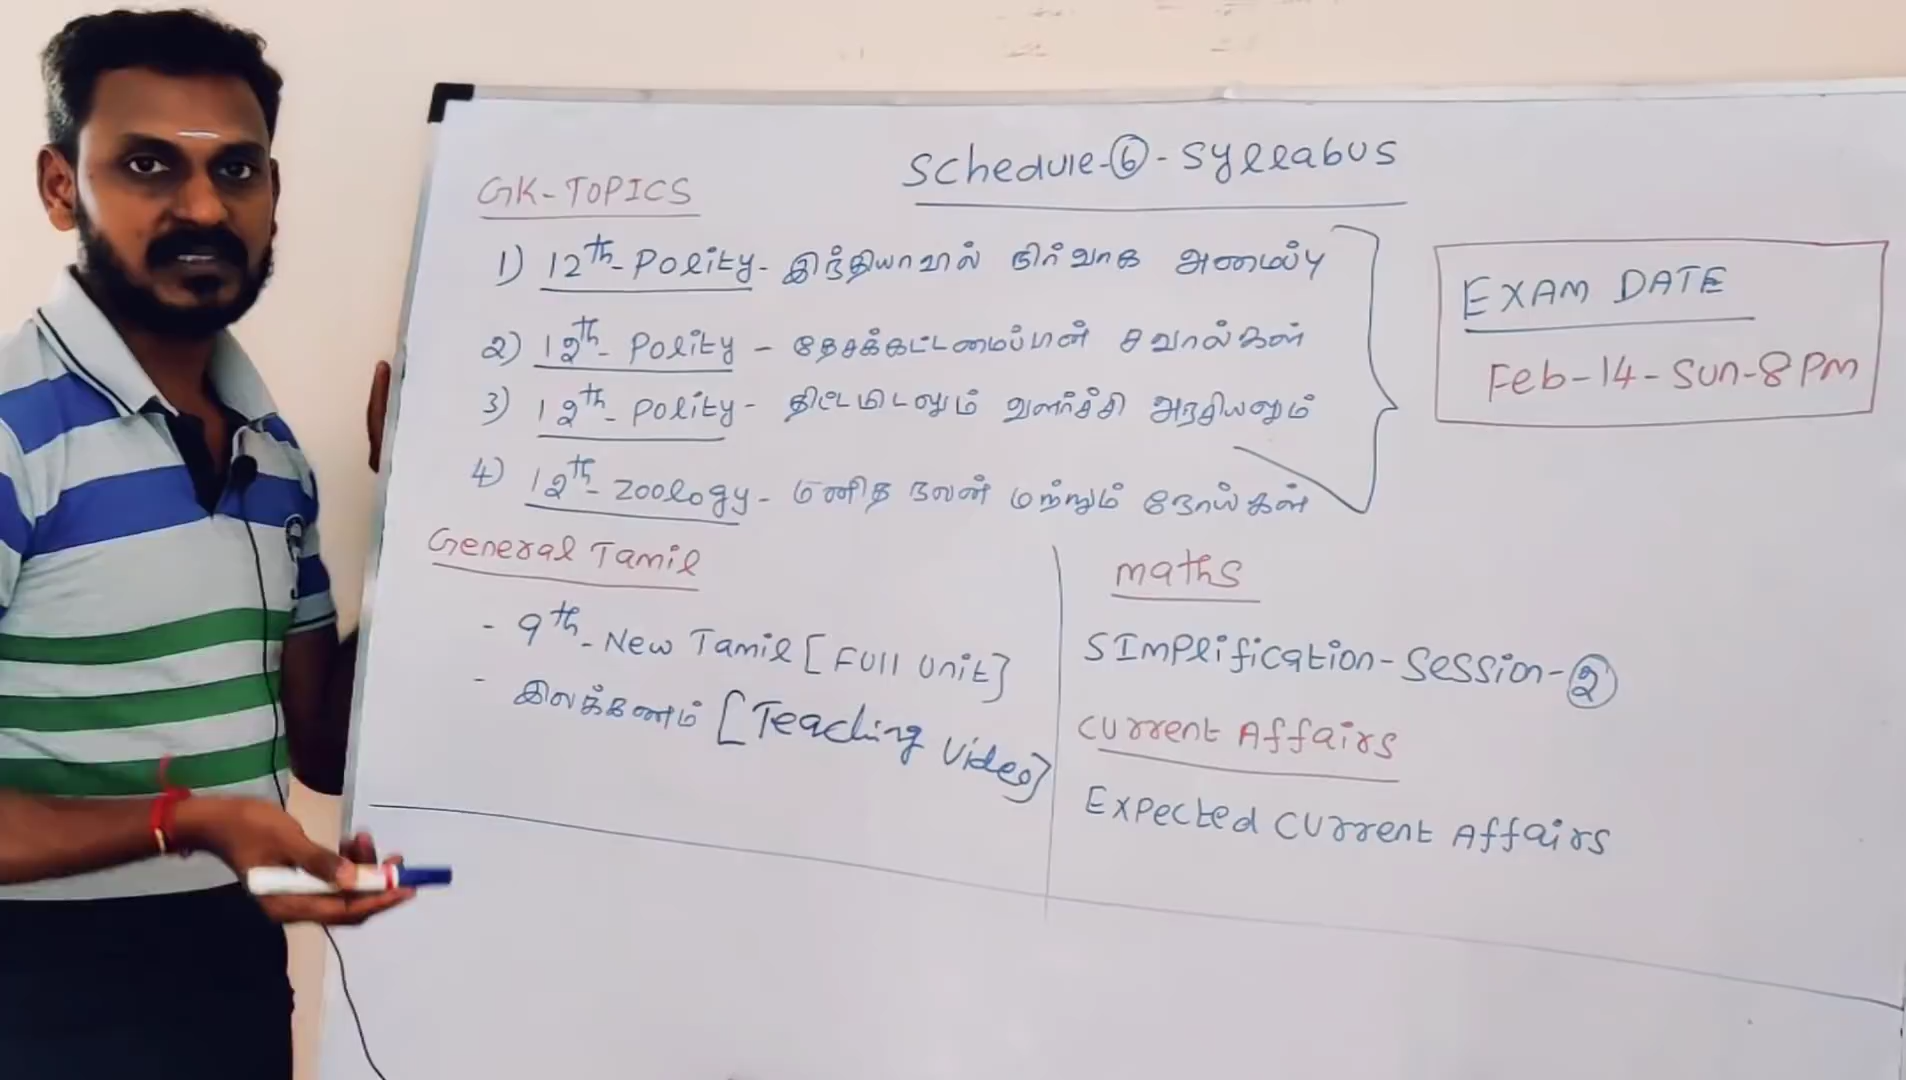 Schedule-6-Syllabus
GK-TOPICS
1) 12th-Polity-இந்தியாவில் நிர்வாக அமைப்பு
2) 12th-Polity-தேசக்கட்டமைப்பின் சவால்கள்
3) 12th-Polity-திட்டமிடலும் வளர்ச்சி அரசியலும்
4) 12th-Zoology-மனித நலன் மற்றும் நோய்கள்
EXAM DATE
Feb-14-Sun-8PM
General Tamil
- 9th-New Tamil [Full Unit]
- இலக்கணம் [Teaching Video]
maths
SImplification-Session-2
Current Affairs
Expected Current Affairs